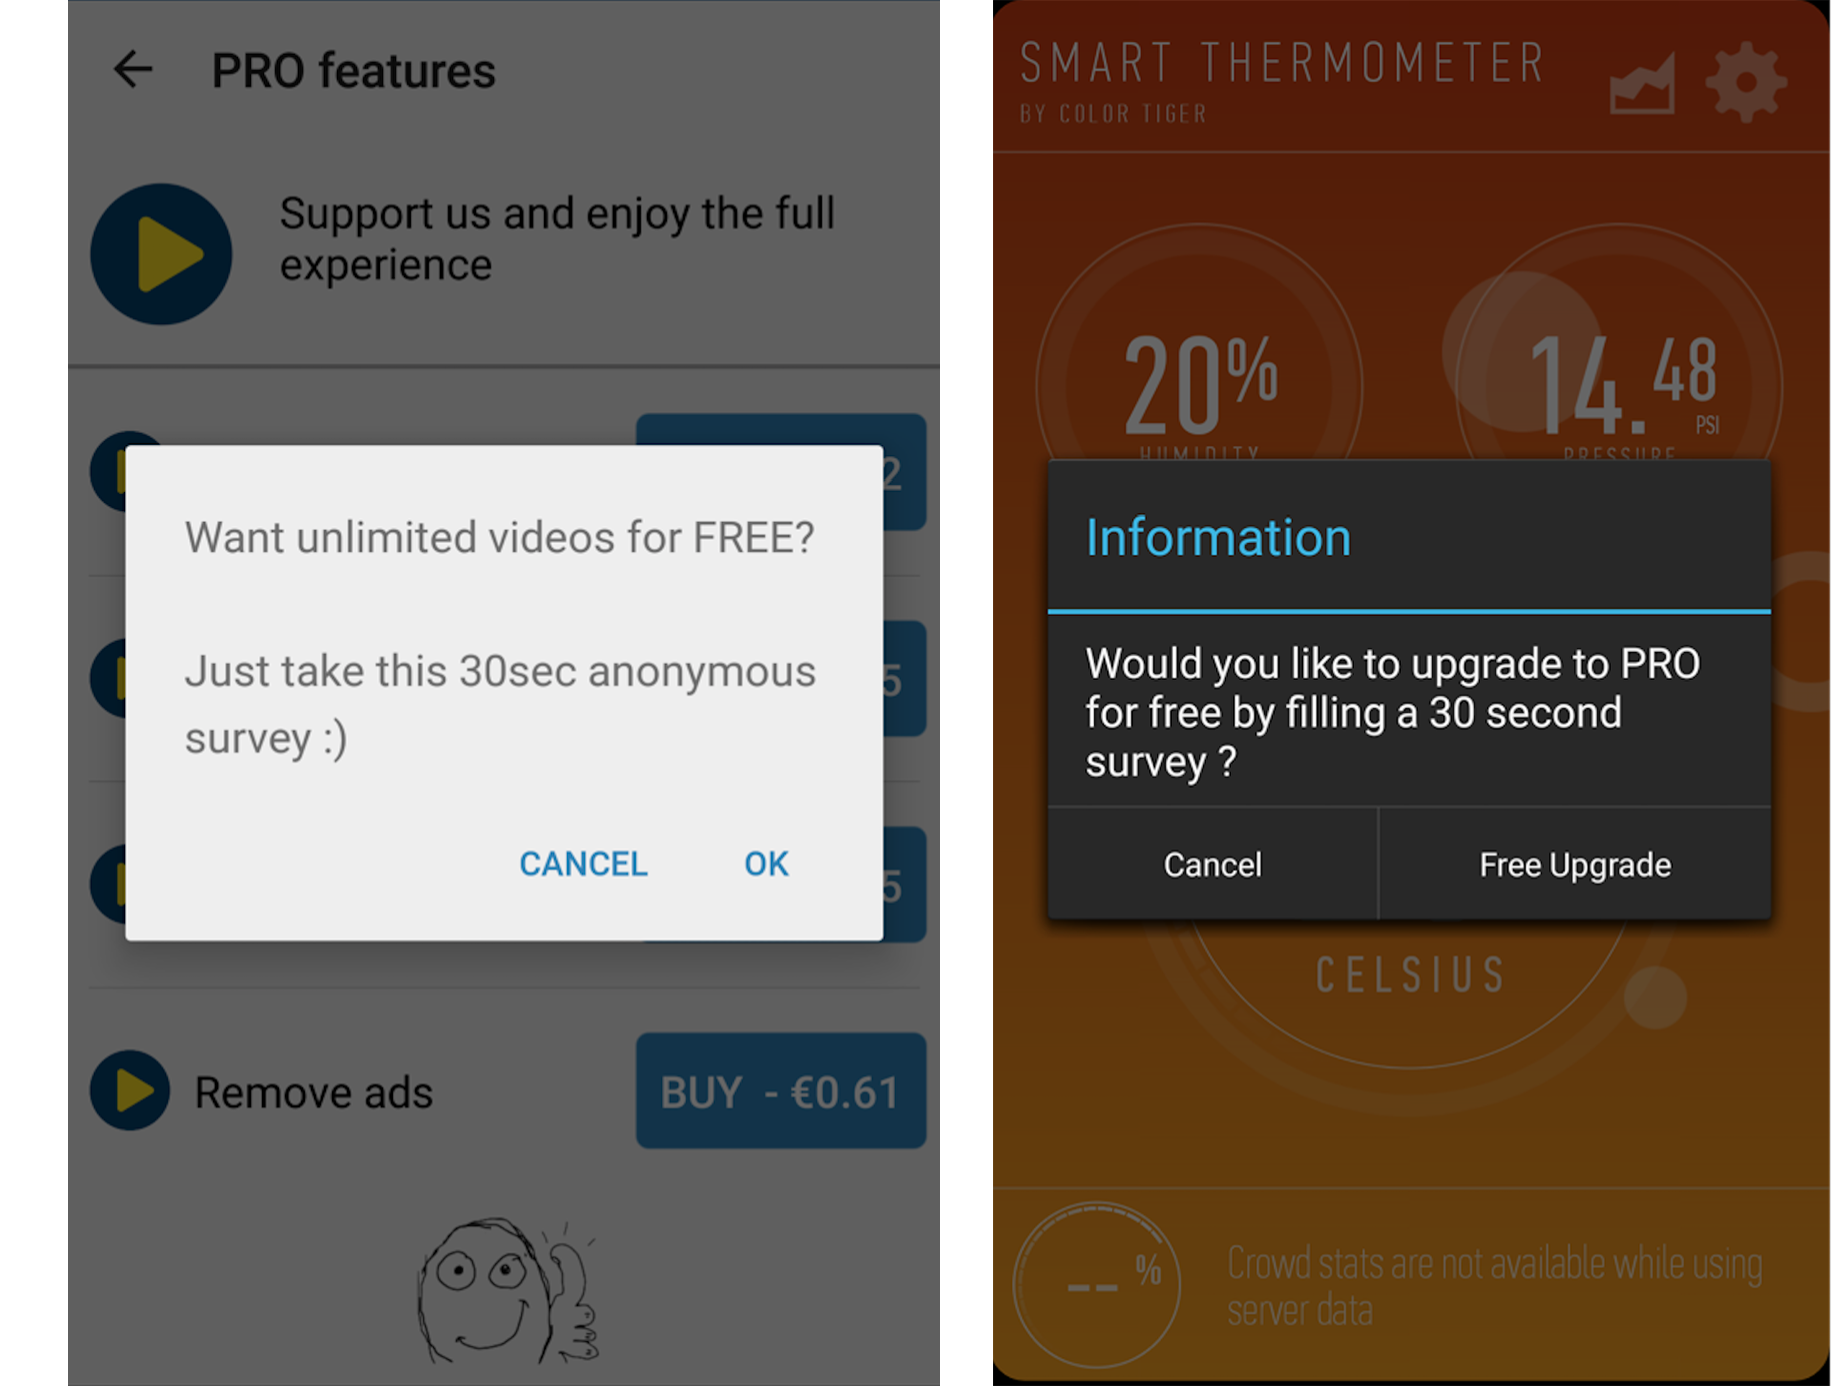 PRO features
Support us and enjoy the full
experience
2
Want unlimited videos for FREE?
Just take this 30sec anonymous
survey :)
5
CANCEL OK
5
Remove ads
BUY - €0.61
SMART THERMOMETER
BY COLOR TIGER
20%
HUMIDITY
14.48
PSI
PRESSURE
Information
Would you like to upgrade to PRO
for free by filling a 30 second
survey ?
Cancel Free Upgrade
CELSIUS
-- %
Crowd stats are not available while using
server data